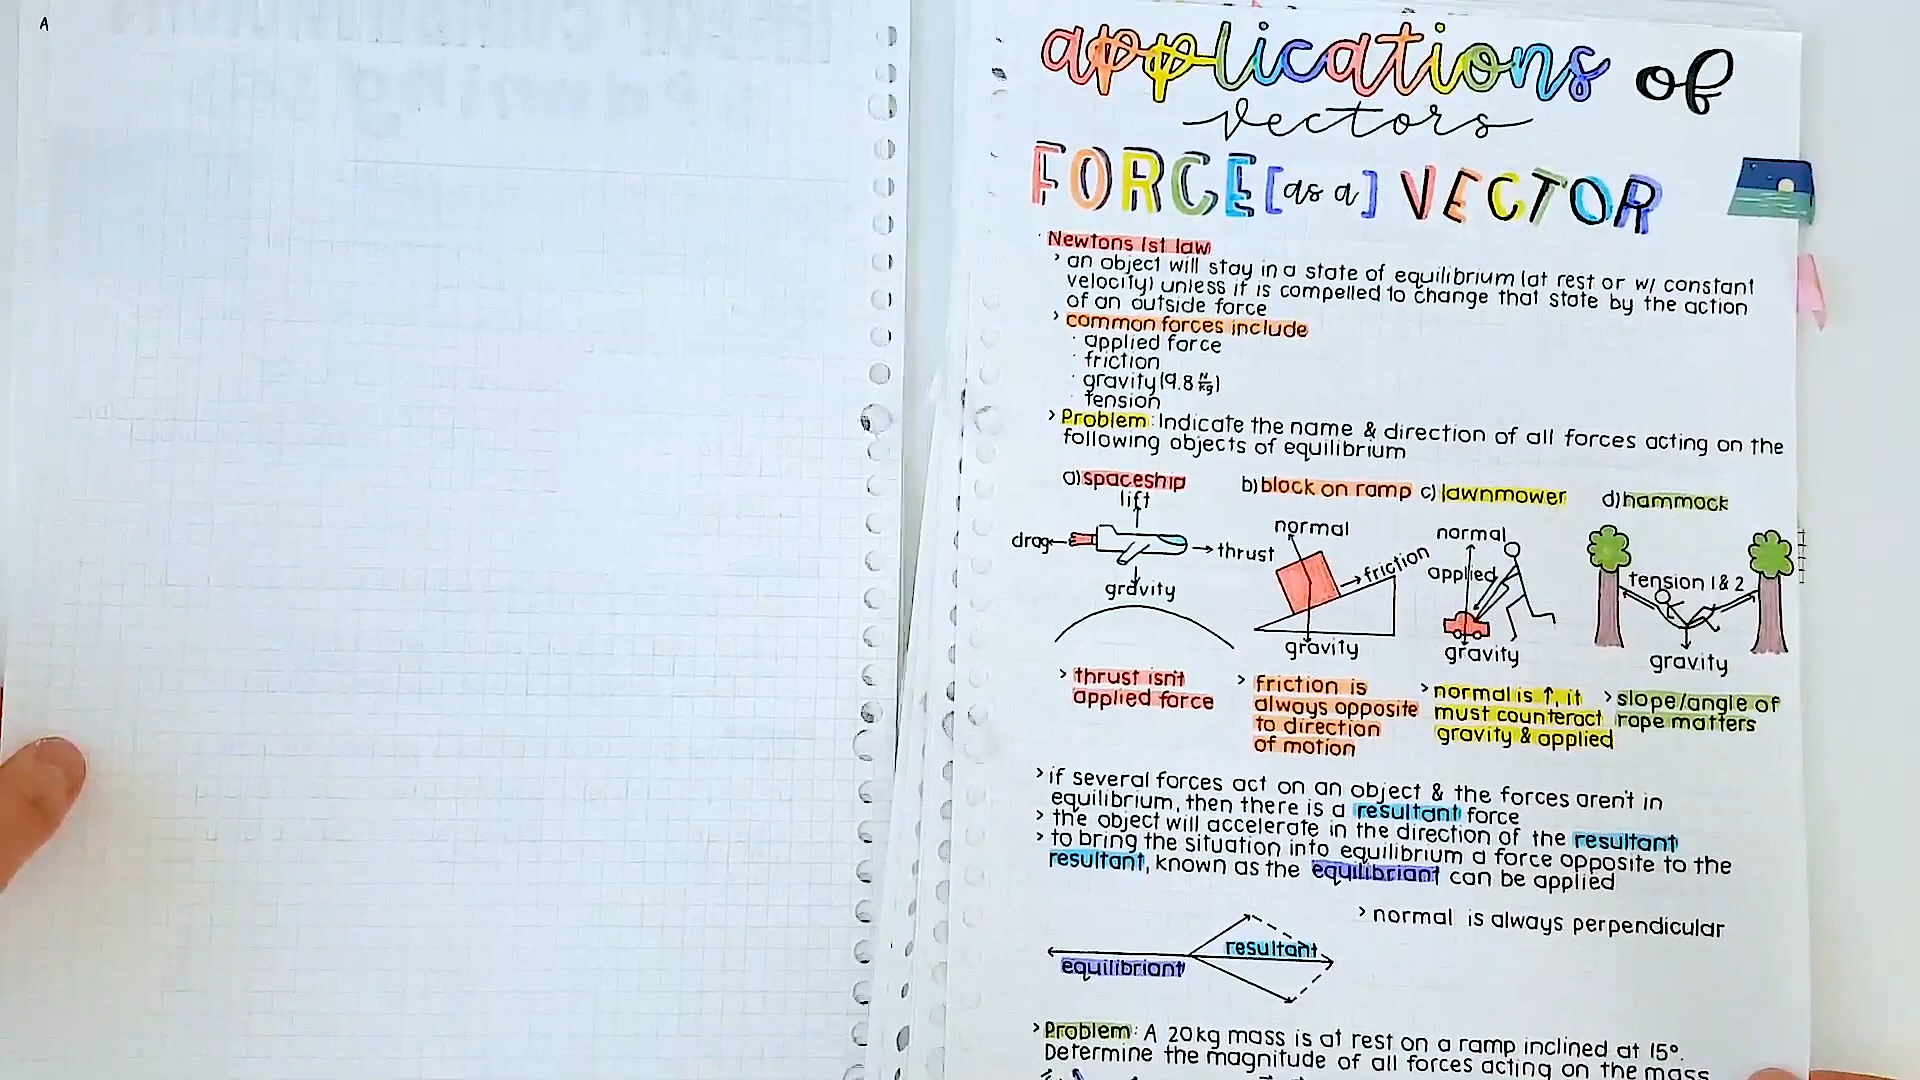 A
applications of
vectors
FORCE [as a] VECTOR
· Newtons 1st law
> an object will stay in a state of equilibrium (at rest or w/ constant
velocity) unless if is compelled to change that state by the action
of an outside force
> common forces include
· applied force
· friction
· gravity (9.8 N/kg)
· tension
> Problem: Indicate the name & direction of all forces acting on the
following objects of equilibrium
a) spaceship
lift
drag
thrust
gravity
> thrust isn't
applied force
b) block on ramp
normal
friction
gravity
> friction is
always opposite
to direction
of motion
c) lawnmower
normal
applied
gravity
> normal is ↑, it
must counteract
gravity & applied
d) hammock
tension 1 & 2
gravity
> slope/angle of
rope matters
> if several forces act on an object & the forces aren't in
equilibrium, then there is a resultant force
> the object will accelerate in the direction of the resultant
> to bring the situation into equilibrium a force opposite to the
resultant, known as the equilibriant can be applied
> normal is always perpendicular
resultant
equilibriant
> Problem: A 20kg mass is at rest on a ramp inclined at 15°.
Determine the magnitude of all forces acting on the mass